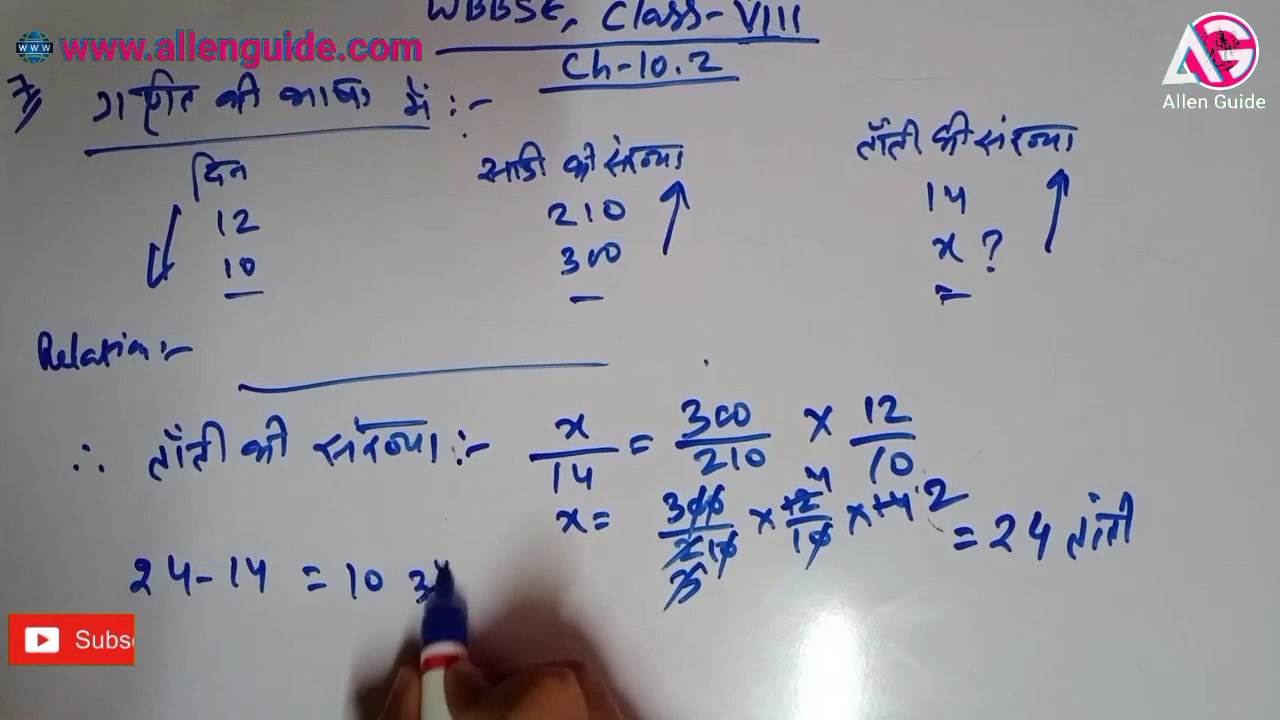 WBBSE, Class-VIII
www.allenguide.com
Ch-10.2
Allen Guide
गणित की भाषा में :-
दिन साडी की संख्या ताँती की संख्या
12 210 14
10 300 x ?
Relation:-
∴ ताँती की संख्या :- x/14 = 300/210 × 12/10
x = 300/210 × 12/10 × 14 2 = 24 ताँती
24-14 = 10
Subs